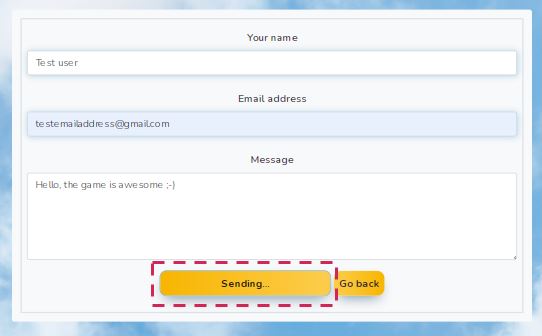 Your name
Test user
Email address
testemailaddress@gmail.com
Message
Hello, the game is awesome ;-)
Sending...
Go back